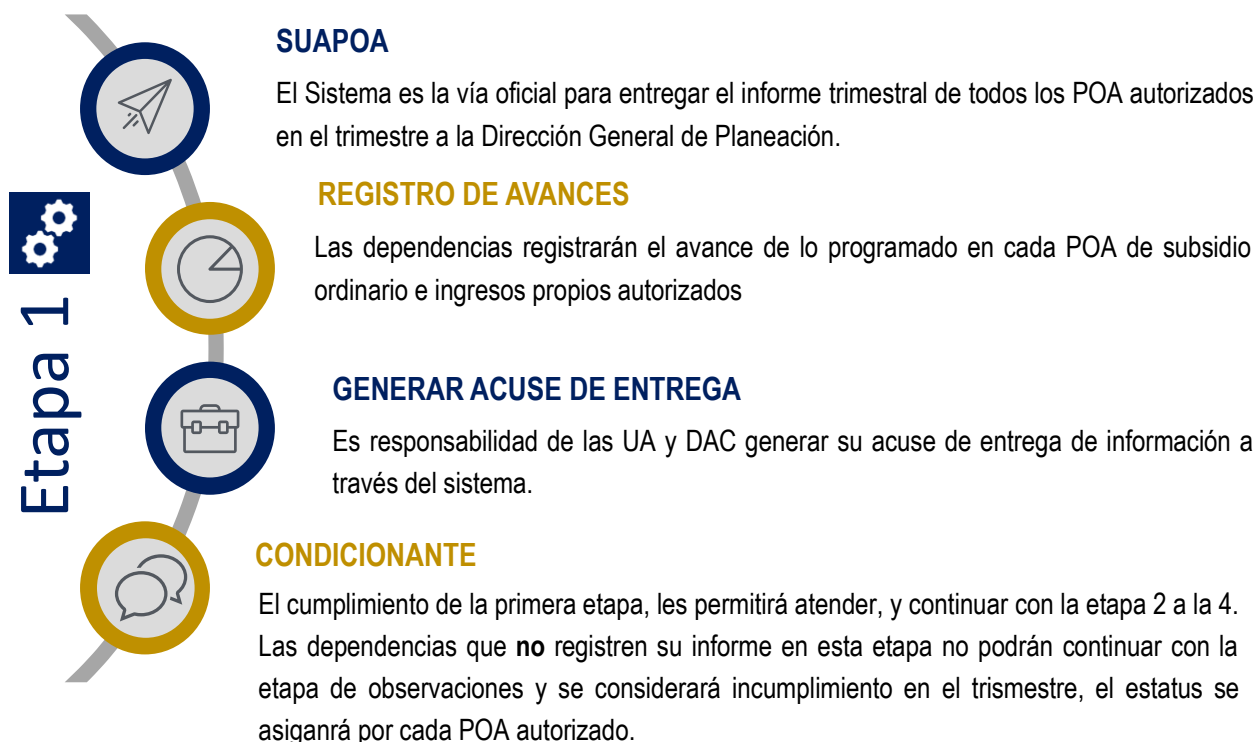 Etapa 1
SUAPOA
El Sistema es la vía oficial para entregar el informe trimestral de todos los POA autorizados
en el trimestre a la Dirección General de Planeación.
REGISTRO DE AVANCES
Las dependencias registrarán el avance de lo programado en cada POA de subsidio
ordinario e ingresos propios autorizados
GENERAR ACUSE DE ENTREGA
Es responsabilidad de las UA y DAC generar su acuse de entrega de información a
través del sistema.
CONDICIONANTE
El cumplimiento de la primera etapa, les permitirá atender, y continuar con la etapa 2 a la 4.
Las dependencias que no registren su informe en esta etapa no podrán continuar con la
etapa de observaciones y se considerará incumplimiento en el trismestre, el estatus se
asiganrá por cada POA autorizado.